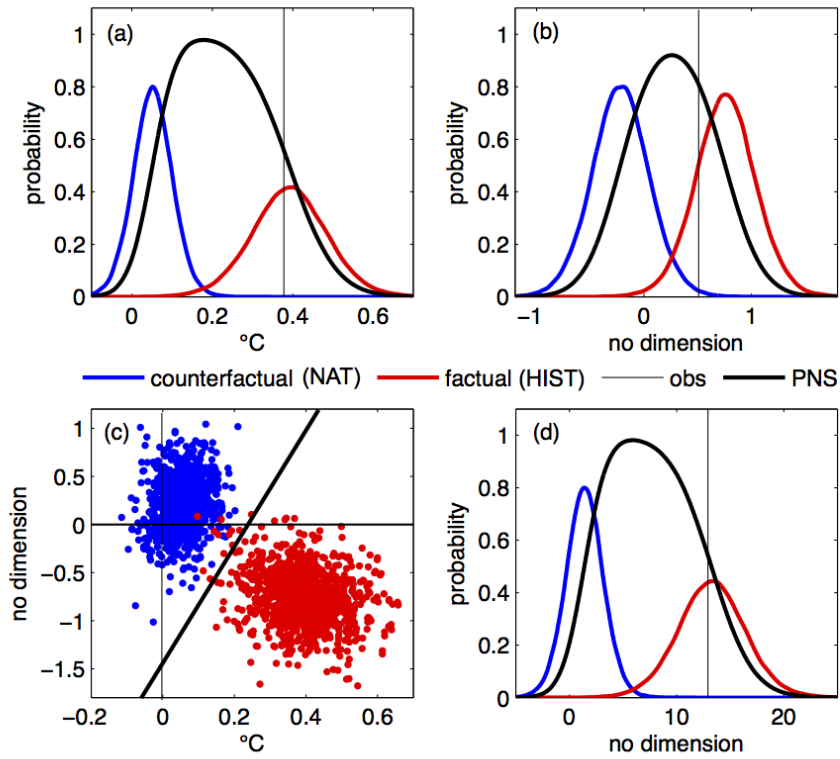 (a)
probability
1
0.8
0.6
0.4
0.2
0
0 0.2 0.4 0.6
°C
(b)
probability
1
0.8
0.6
0.4
0.2
0
−1 0 1
no dimension
counterfactual (NAT) factual (HIST) obs PNS
(c)
no dimension
1
0.5
0
−0.5
−1
−1.5
−0.2 0 0.2 0.4 0.6
°C
(d)
probability
1
0.8
0.6
0.4
0.2
0
0 10 20
no dimension